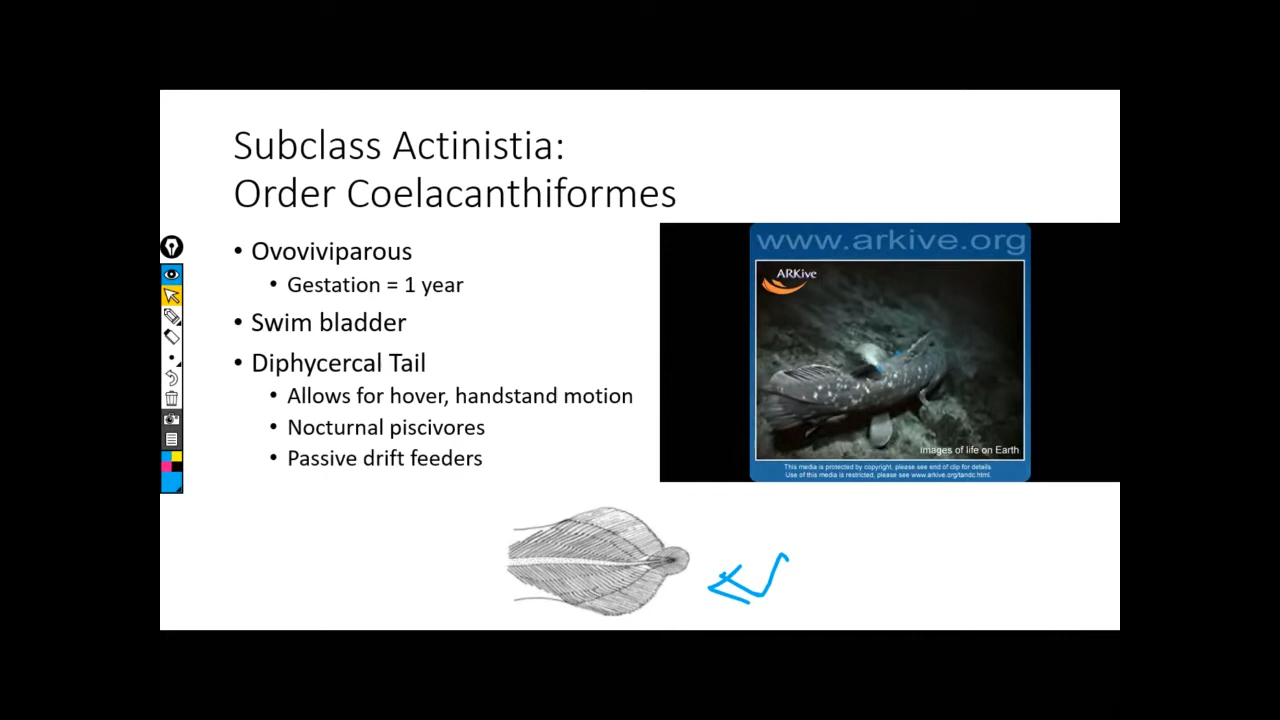 Subclass Actinistia:
Order Coelacanthiformes
• Ovoviviparous
• Gestation = 1 year
• Swim bladder
• Diphycercal Tail
• Allows for hover, handstand motion
• Nocturnal piscivores
• Passive drift feeders
www.arkive.org
ARKive
images of life on Earth
This media is protected by copyright, please see end of clip for details.
Use of this media is restricted, please see www.arkive.org/tandc.html.